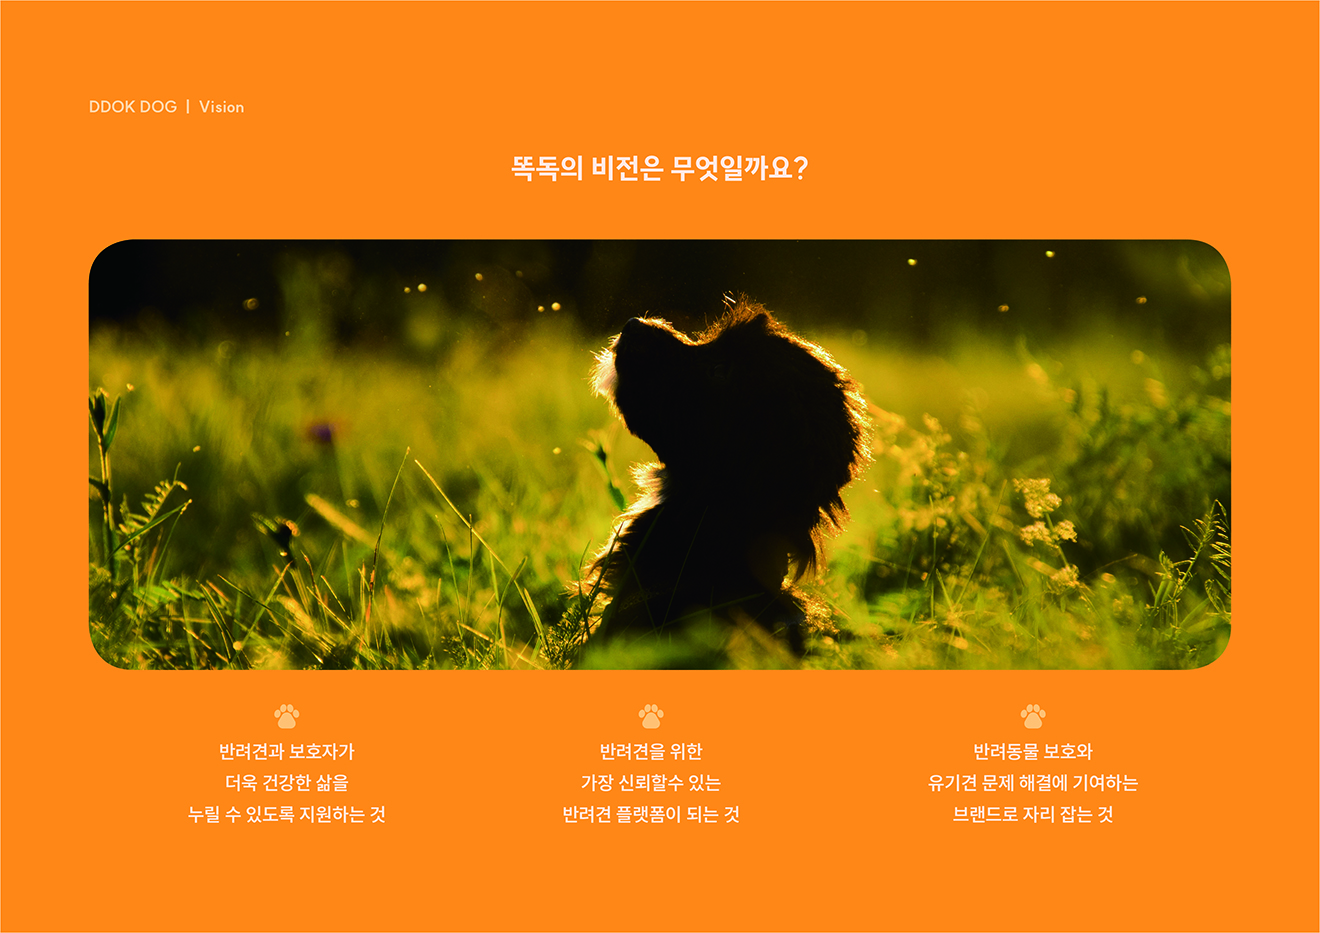 DDOK DOG | Vision
똑독의 비전은 무엇일까요?
반려견과 보호자가
더욱 건강한 삶을
누릴 수 있도록 지원하는 것
반려견을 위한
가장 신뢰할수 있는
반려견 플랫폼이 되는 것
반려동물 보호와
유기견 문제 해결에 기여하는
브랜드로 자리 잡는 것